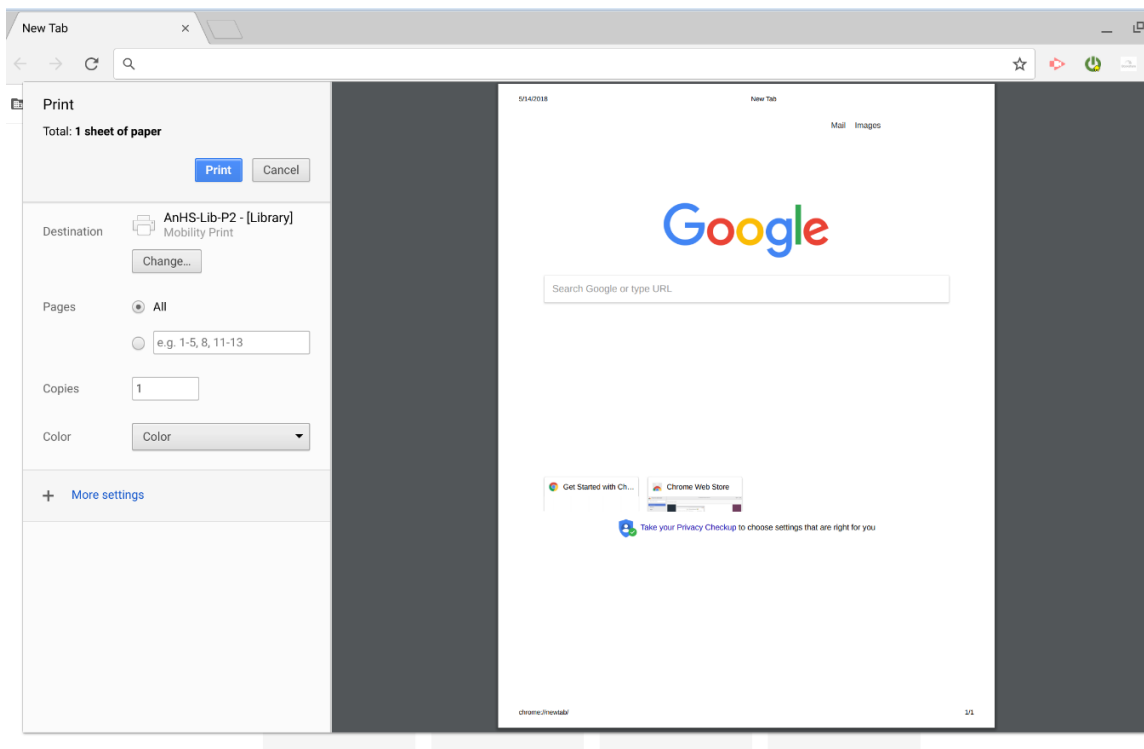 New Tab
Print
Total: 1 sheet of paper
Print Cancel
Destination AnHS-Lib-P2 - [Library]
Mobility Print
Change...
Pages All
e.g. 1-5, 8, 11-13
Copies 1
Color Color
+ More settings
5/14/2018 New Tab
Mail Images
Google
Search Google or type URL
Get Started with Ch... Chrome Web Store
Take your Privacy Checkup to choose settings that are right for you
chrome://newtab/ 1/1